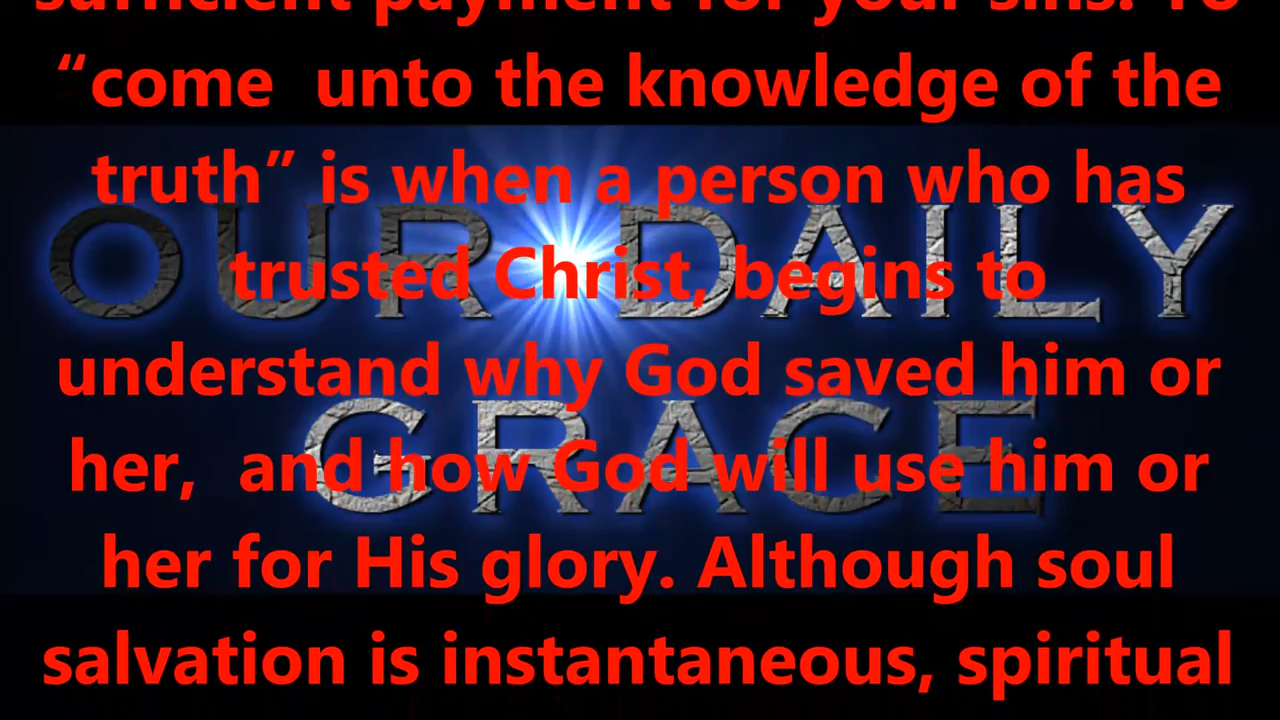 sufficient payment for your sins. To
“come  unto the knowledge of the
truth” is when a person who has
OUR DAILY
trusted Christ, begins to
understand why God saved him or
GRACE
her,  and how God will use him or
her for His glory. Although soul
salvation is instantaneous, spiritual